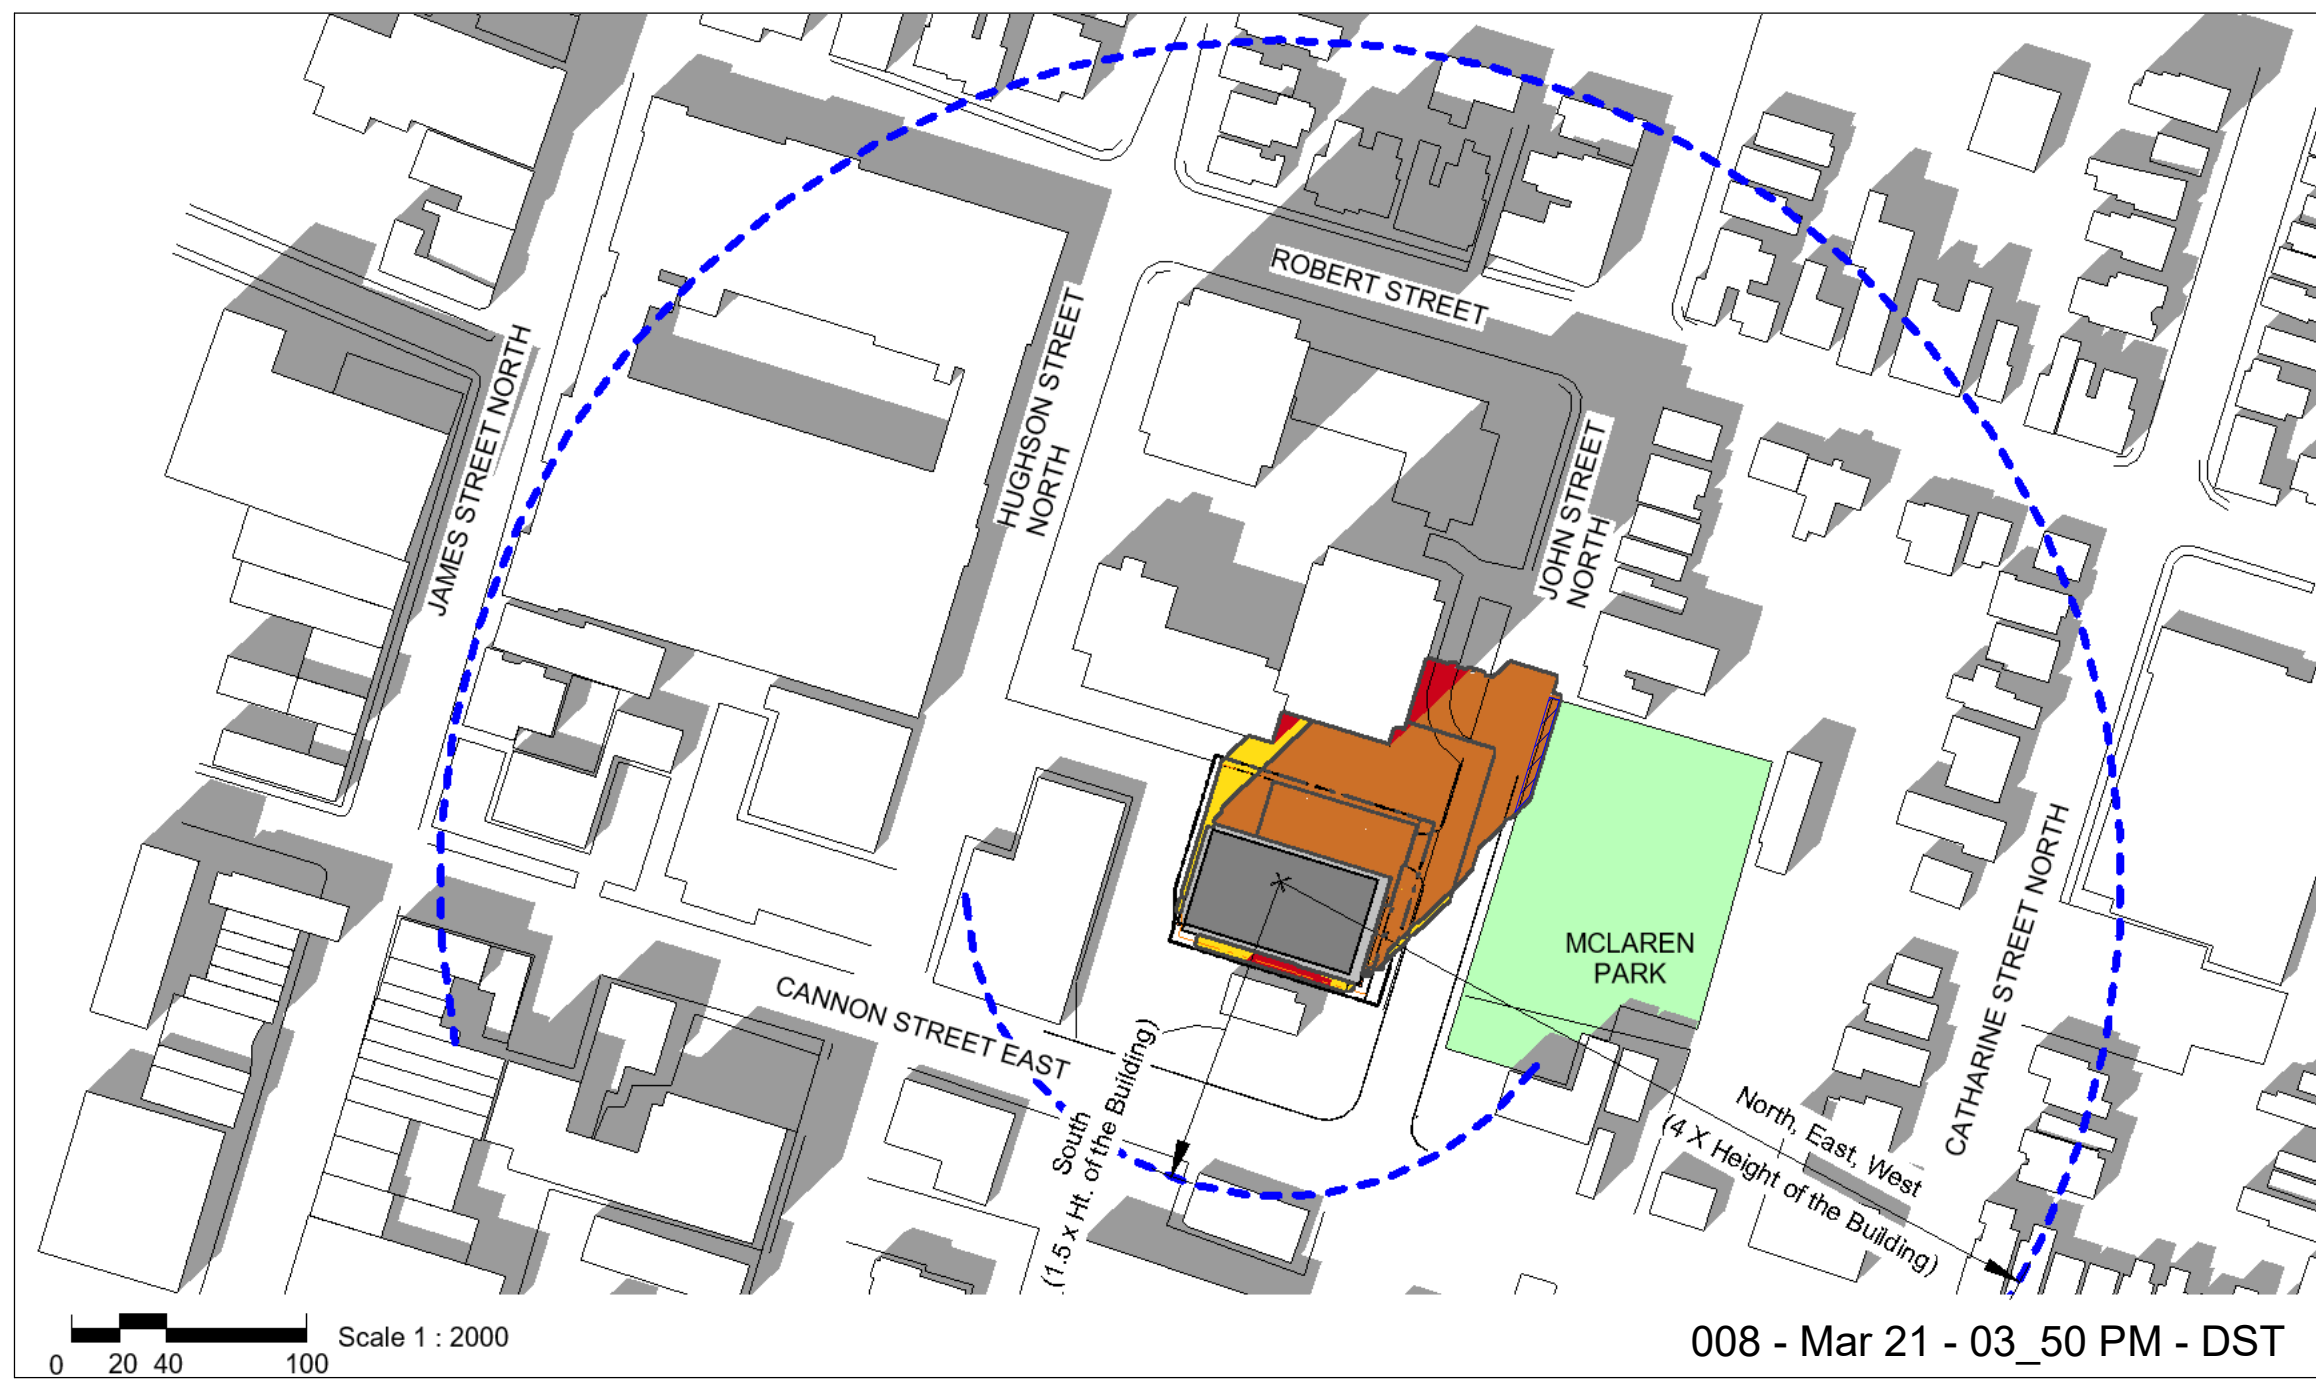 ROBERT STREET
HUGHSON STREET
NORTH
JAMES STREET NORTH
JOHN STREET
NORTH
MCLAREN
PARK
CATHARINE STREET NORTH
CANNON STREET EAST
South
(1.5 x Ht. of the Building)
North, East, West
(4 X Height of the Building)
0 20 40 100
Scale 1 : 2000
008 - Mar 21 - 03_50 PM - DST